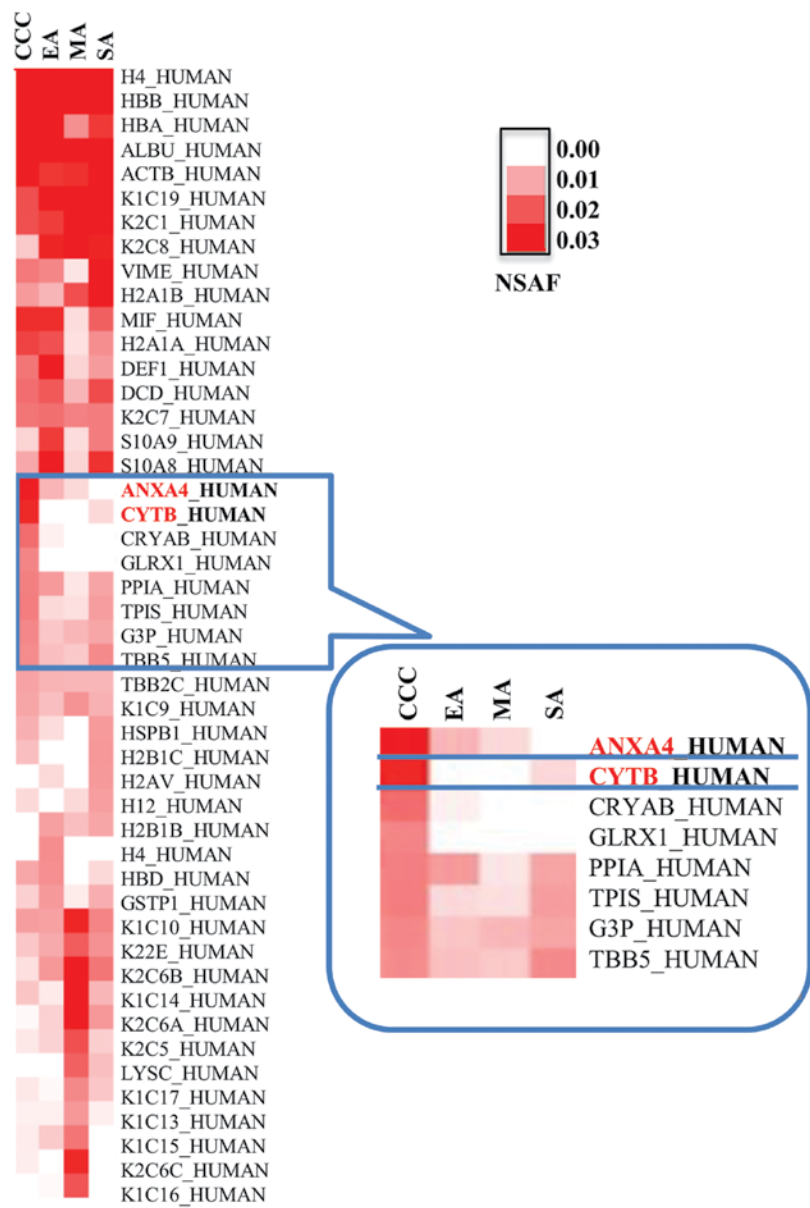 CCC EA MA SA
H4_HUMAN
HBB_HUMAN
HBA_HUMAN
ALBU_HUMAN
ACTB_HUMAN
K1C19_HUMAN
K2C1_HUMAN
K2C8_HUMAN
VIME_HUMAN
H2A1B_HUMAN
MIF_HUMAN
H2A1A_HUMAN
DEF1_HUMAN
DCD_HUMAN
K2C7_HUMAN
S10A9_HUMAN
S10A8_HUMAN
ANXA4_HUMAN
CYTB_HUMAN
CRYAB_HUMAN
GLRX1_HUMAN
PPIA_HUMAN
TPIS_HUMAN
G3P_HUMAN
TBB5_HUMAN
TBB2C_HUMAN
K1C9_HUMAN
HSPB1_HUMAN
H2B1C_HUMAN
H2AV_HUMAN
H12_HUMAN
H2B1B_HUMAN
H4_HUMAN
HBD_HUMAN
GSTP1_HUMAN
K1C10_HUMAN
K22E_HUMAN
K2C6B_HUMAN
K1C14_HUMAN
K2C6A_HUMAN
K2C5_HUMAN
LYSC_HUMAN
K1C17_HUMAN
K1C13_HUMAN
K1C15_HUMAN
K2C6C_HUMAN
K1C16_HUMAN
0.00
0.01
0.02
0.03
NSAF
CCC EA MA SA
ANXA4_HUMAN
CYTB_HUMAN
CRYAB_HUMAN
GLRX1_HUMAN
PPIA_HUMAN
TPIS_HUMAN
G3P_HUMAN
TBB5_HUMAN